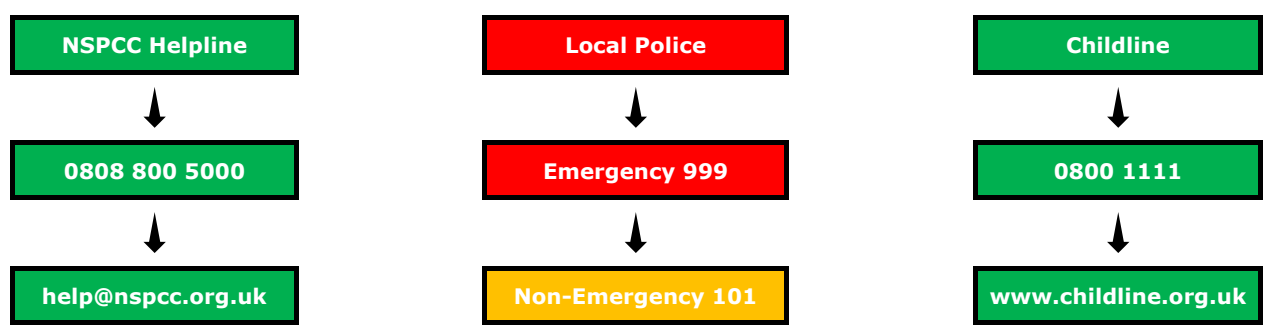 NSPCC Helpline
0808 800 5000
help@nspcc.org.uk
Local Police
Emergency 999
Non-Emergency 101
Childline
0800 1111
www.childline.org.uk